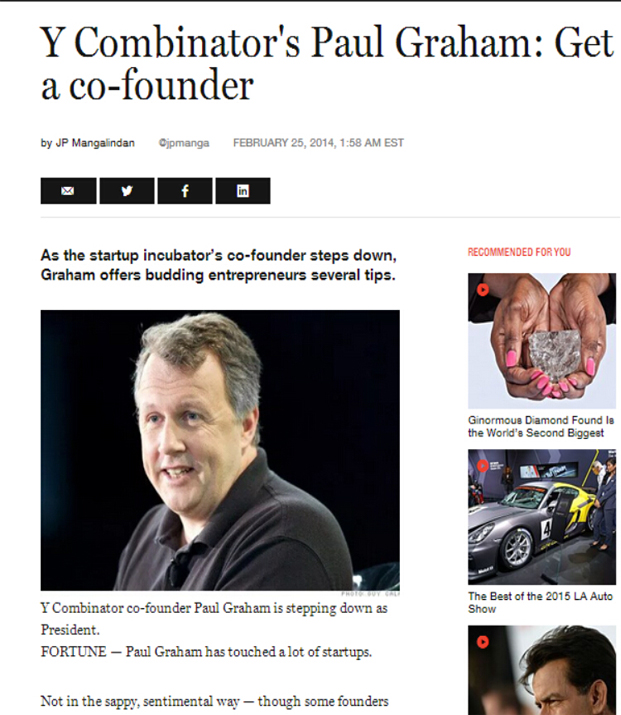 Y Combinator's Paul Graham: Get
a co-founder
by JP Mangalindan @jpmanga FEBRUARY 25, 2014, 1:58 AM EST
As the startup incubator's co-founder steps down,
Graham offers budding entrepreneurs several tips.
Y Combinator co-founder Paul Graham is stepping down as
President.
FORTUNE — Paul Graham has touched a lot of startups.
Not in the sappy, sentimental way — though some founders
RECOMMENDED FOR YOU
Ginormous Diamond Found Is
the World's Second Biggest
4
The Best of the 2015 LA Auto
Show